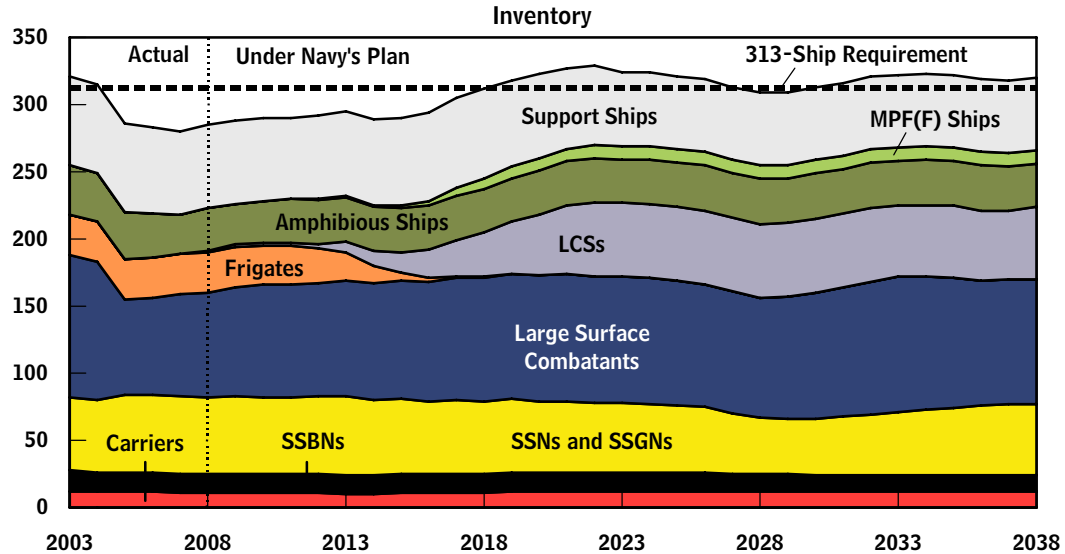 Inventory
350
Actual
Under Navy's Plan
313-Ship Requirement
300
Support Ships
MPF(F) Ships
250
Amphibious Ships
200
LCSs
Frigates
150
Large Surface
Combatants
100
50
Carriers
SSBNs
SSNs and SSGNs
0
2003
2008
2013
2018
2023
2028
2033
2038